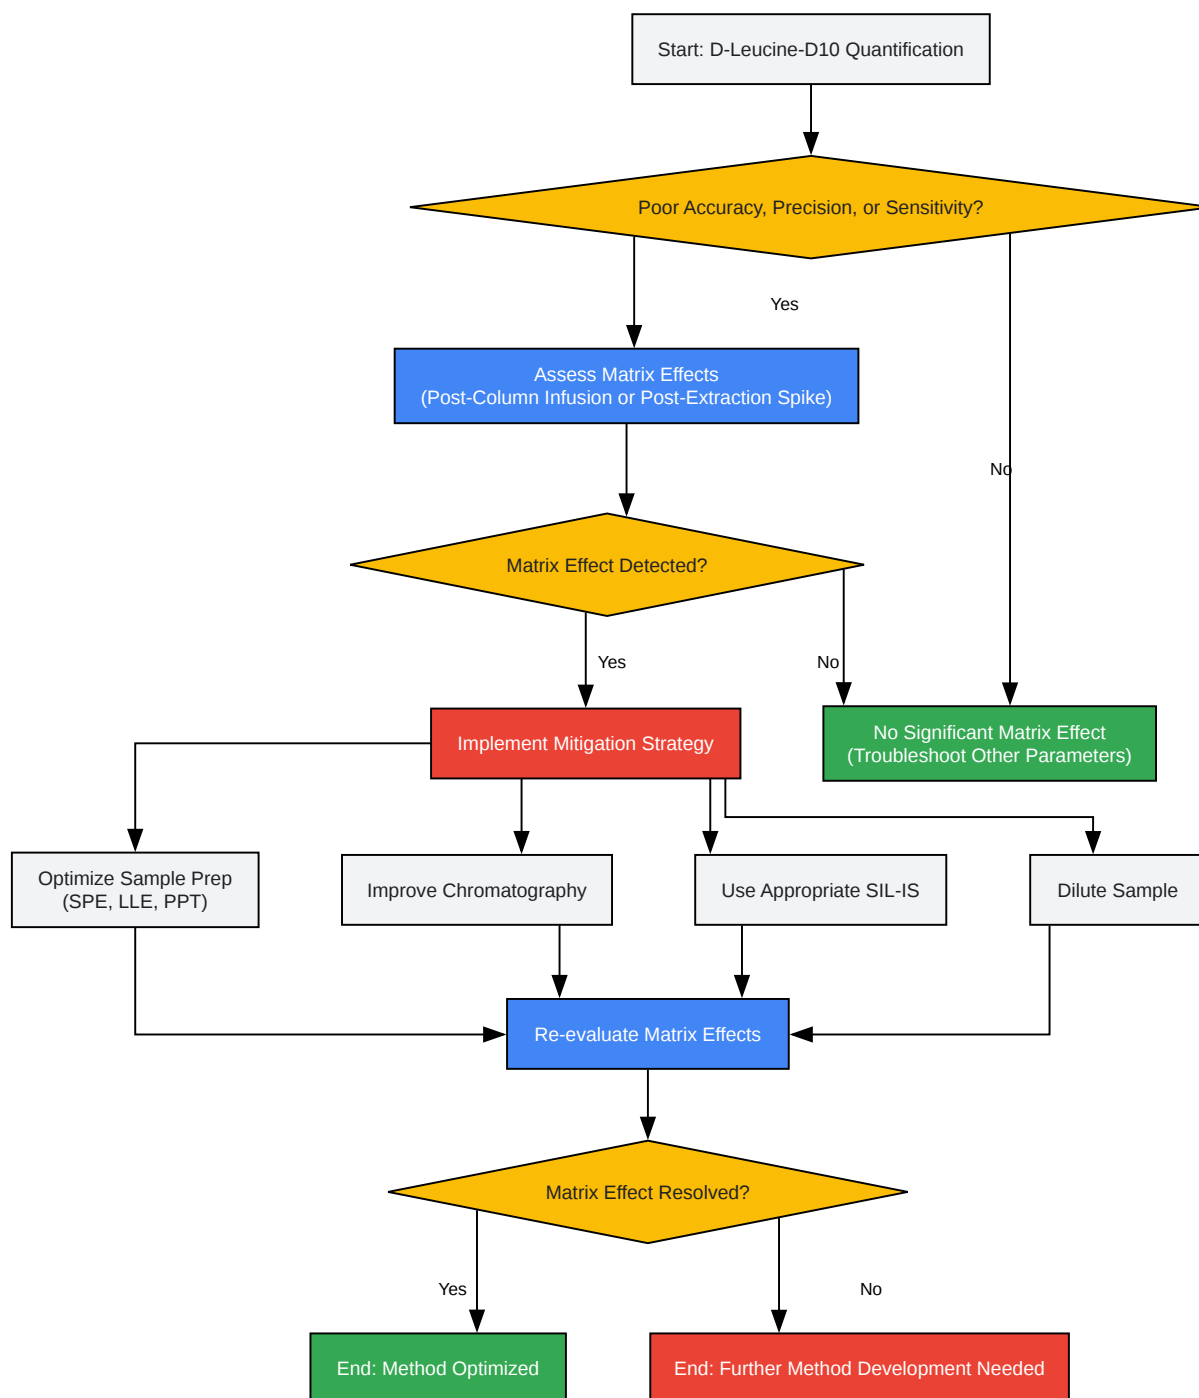 Start: D-Leucine-D10 Quantification
Poor Accuracy, Precision, or Sensitivity?
Yes
Assess Matrix Effects
(Post-Column Infusion or Post-Extraction Spike)
No
Matrix Effect Detected?
Yes
No
Implement Mitigation Strategy
No Significant Matrix Effect
(Troubleshoot Other Parameters)
Optimize Sample Prep
(SPE, LLE, PPT)
Improve Chromatography
Use Appropriate SIL-IS
Dilute Sample
Re-evaluate Matrix Effects
Matrix Effect Resolved?
Yes
No
End: Method Optimized
End: Further Method Development Needed